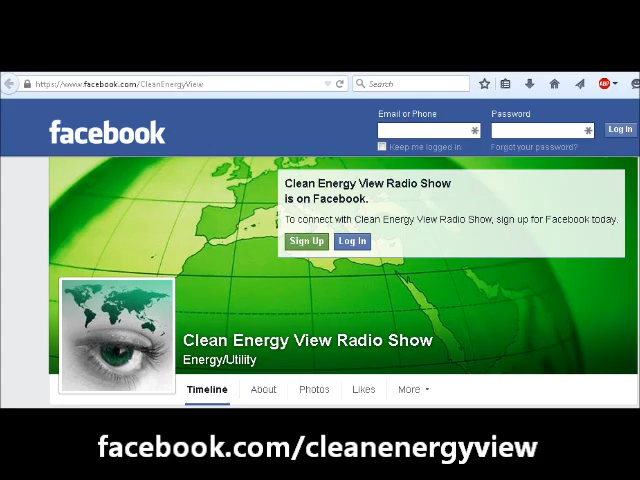 https://www.facebook.com/CleanEnergyView
Search
ABP
facebook
Email or Phone
Password
Log In
Keep me logged in
Forgot your password?
Clean Energy View Radio Show
is on Facebook.
To connect with Clean Energy View Radio Show, sign up for Facebook today.
Sign Up
Log In
Clean Energy View Radio Show
Energy/Utility
Timeline
About
Photos
Likes
More
facebook.com/cleanenergyview